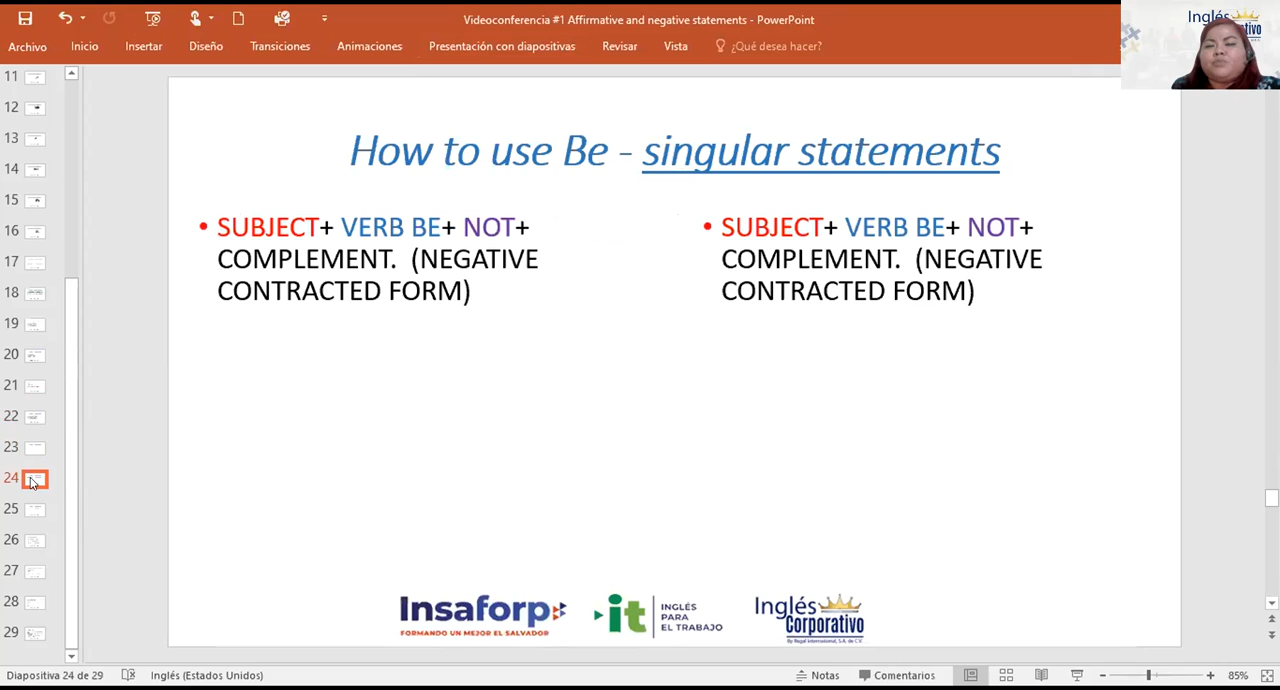 Videoconferencia #1 Affirmative and negative statements - PowerPoint
Archivo Inicio Insertar Diseño Transiciones Animaciones Presentación con diapositivas Revisar Vista ¿Qué desea hacer?
Inglés
11
12
13
14
15
16
17
18
19
20
21
22
23
24
25
26
27
28
29
How to use Be - singular statements
• SUBJECT+ VERB BE+ NOT+
COMPLEMENT. (NEGATIVE
CONTRACTED FORM)
• SUBJECT+ VERB BE+ NOT+
COMPLEMENT. (NEGATIVE
CONTRACTED FORM)
Insaforp
FORMANDO UN MEJOR EL SALVADOR
it
INGLÉS
PARA
EL TRABAJO
Inglés
Corporativo
By Regal International, S.A. de C.V.
Diapositiva 24 de 29 Inglés (Estados Unidos) Notas Comentarios 85%